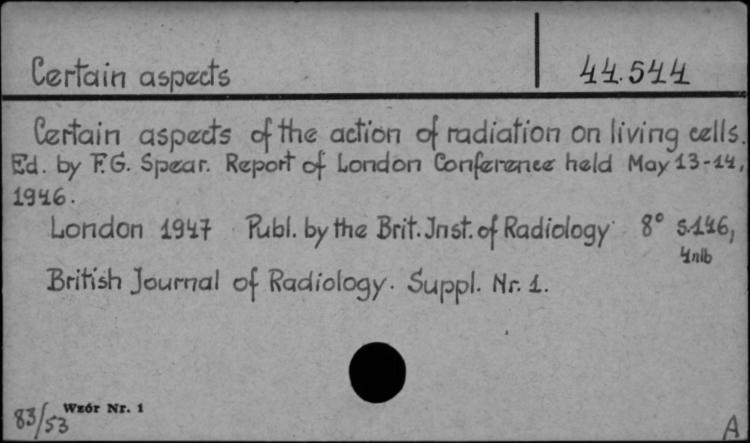 Certain aspects
44.544
Certain aspects of the action of radiation on living cells.
Ed. by F.G. Spear. Report of London Conference held May 13-14,
1946.
London 1947 Publ. by the Brit. Inst. of Radiology 8° s.146,
4nlb
British Journal of Radiology. Suppl. Nr. 1.
Wzór Nr. 1
83/53
A